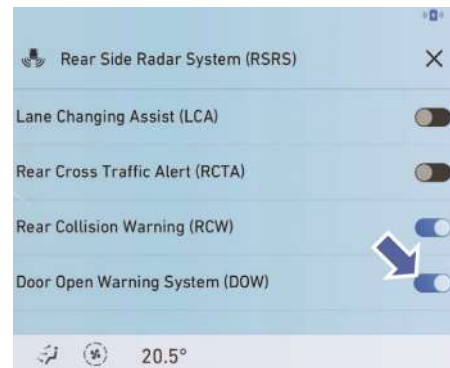 Rear Side Radar System (RSRS)
Lane Changing Assist (LCA)
Rear Cross Traffic Alert (RCTA)
Rear Collision Warning (RCW)
Door Open Warning System (DOW)
20.5°